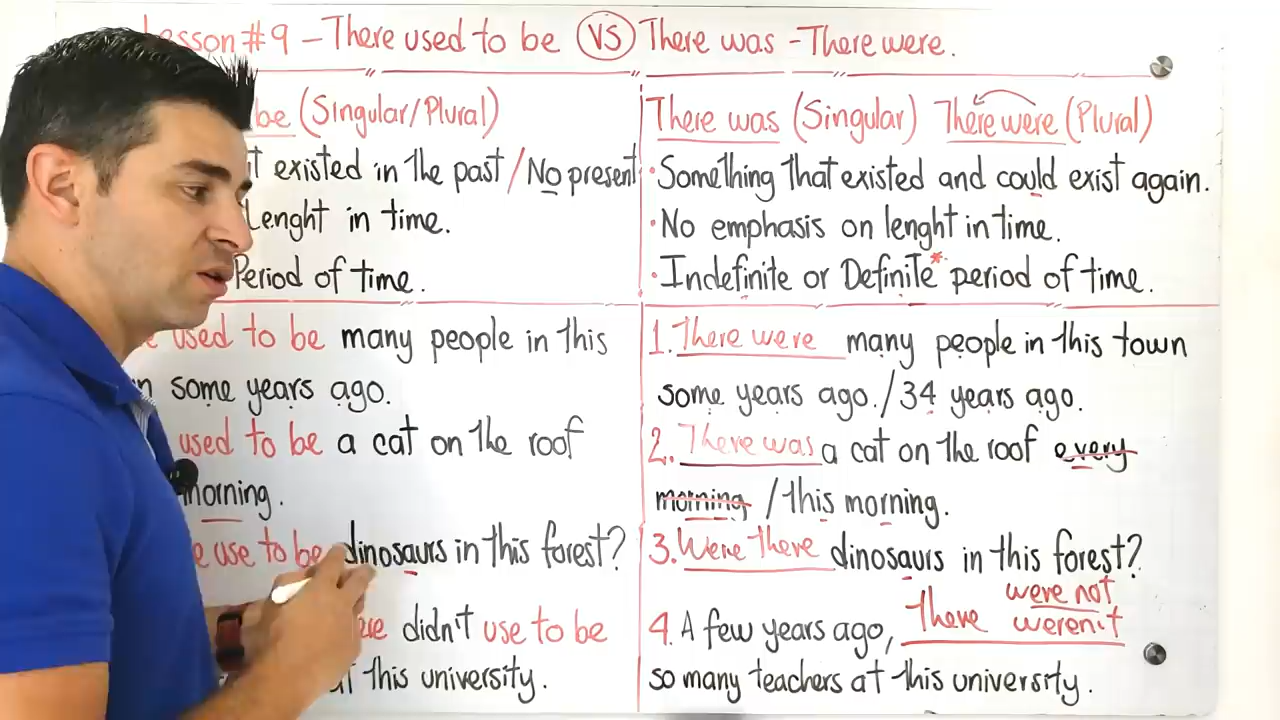 Lesson #9 – There used to be VS There was - There were.
be (Singular/Plural)
existed in the past / No present
Lenght in time.
Period of time.
used to be many people in this
some years ago.
used to be a cat on the roof
morning.
use to be dinosaurs in this forest?
didn't use to be
at this university.
There was (Singular) There were (Plural)
·Something that existed and could exist again.
·No emphasis on lenght in time.
·Indefinite or Definite* period of time.
1. There were many people in this town
some years ago. / 34 years ago.
2. There was a cat on the roof every
morning / this morning.
3. Were there dinosaurs in this forest?
were not
4. A few years ago, there weren't
so many teachers at this university.